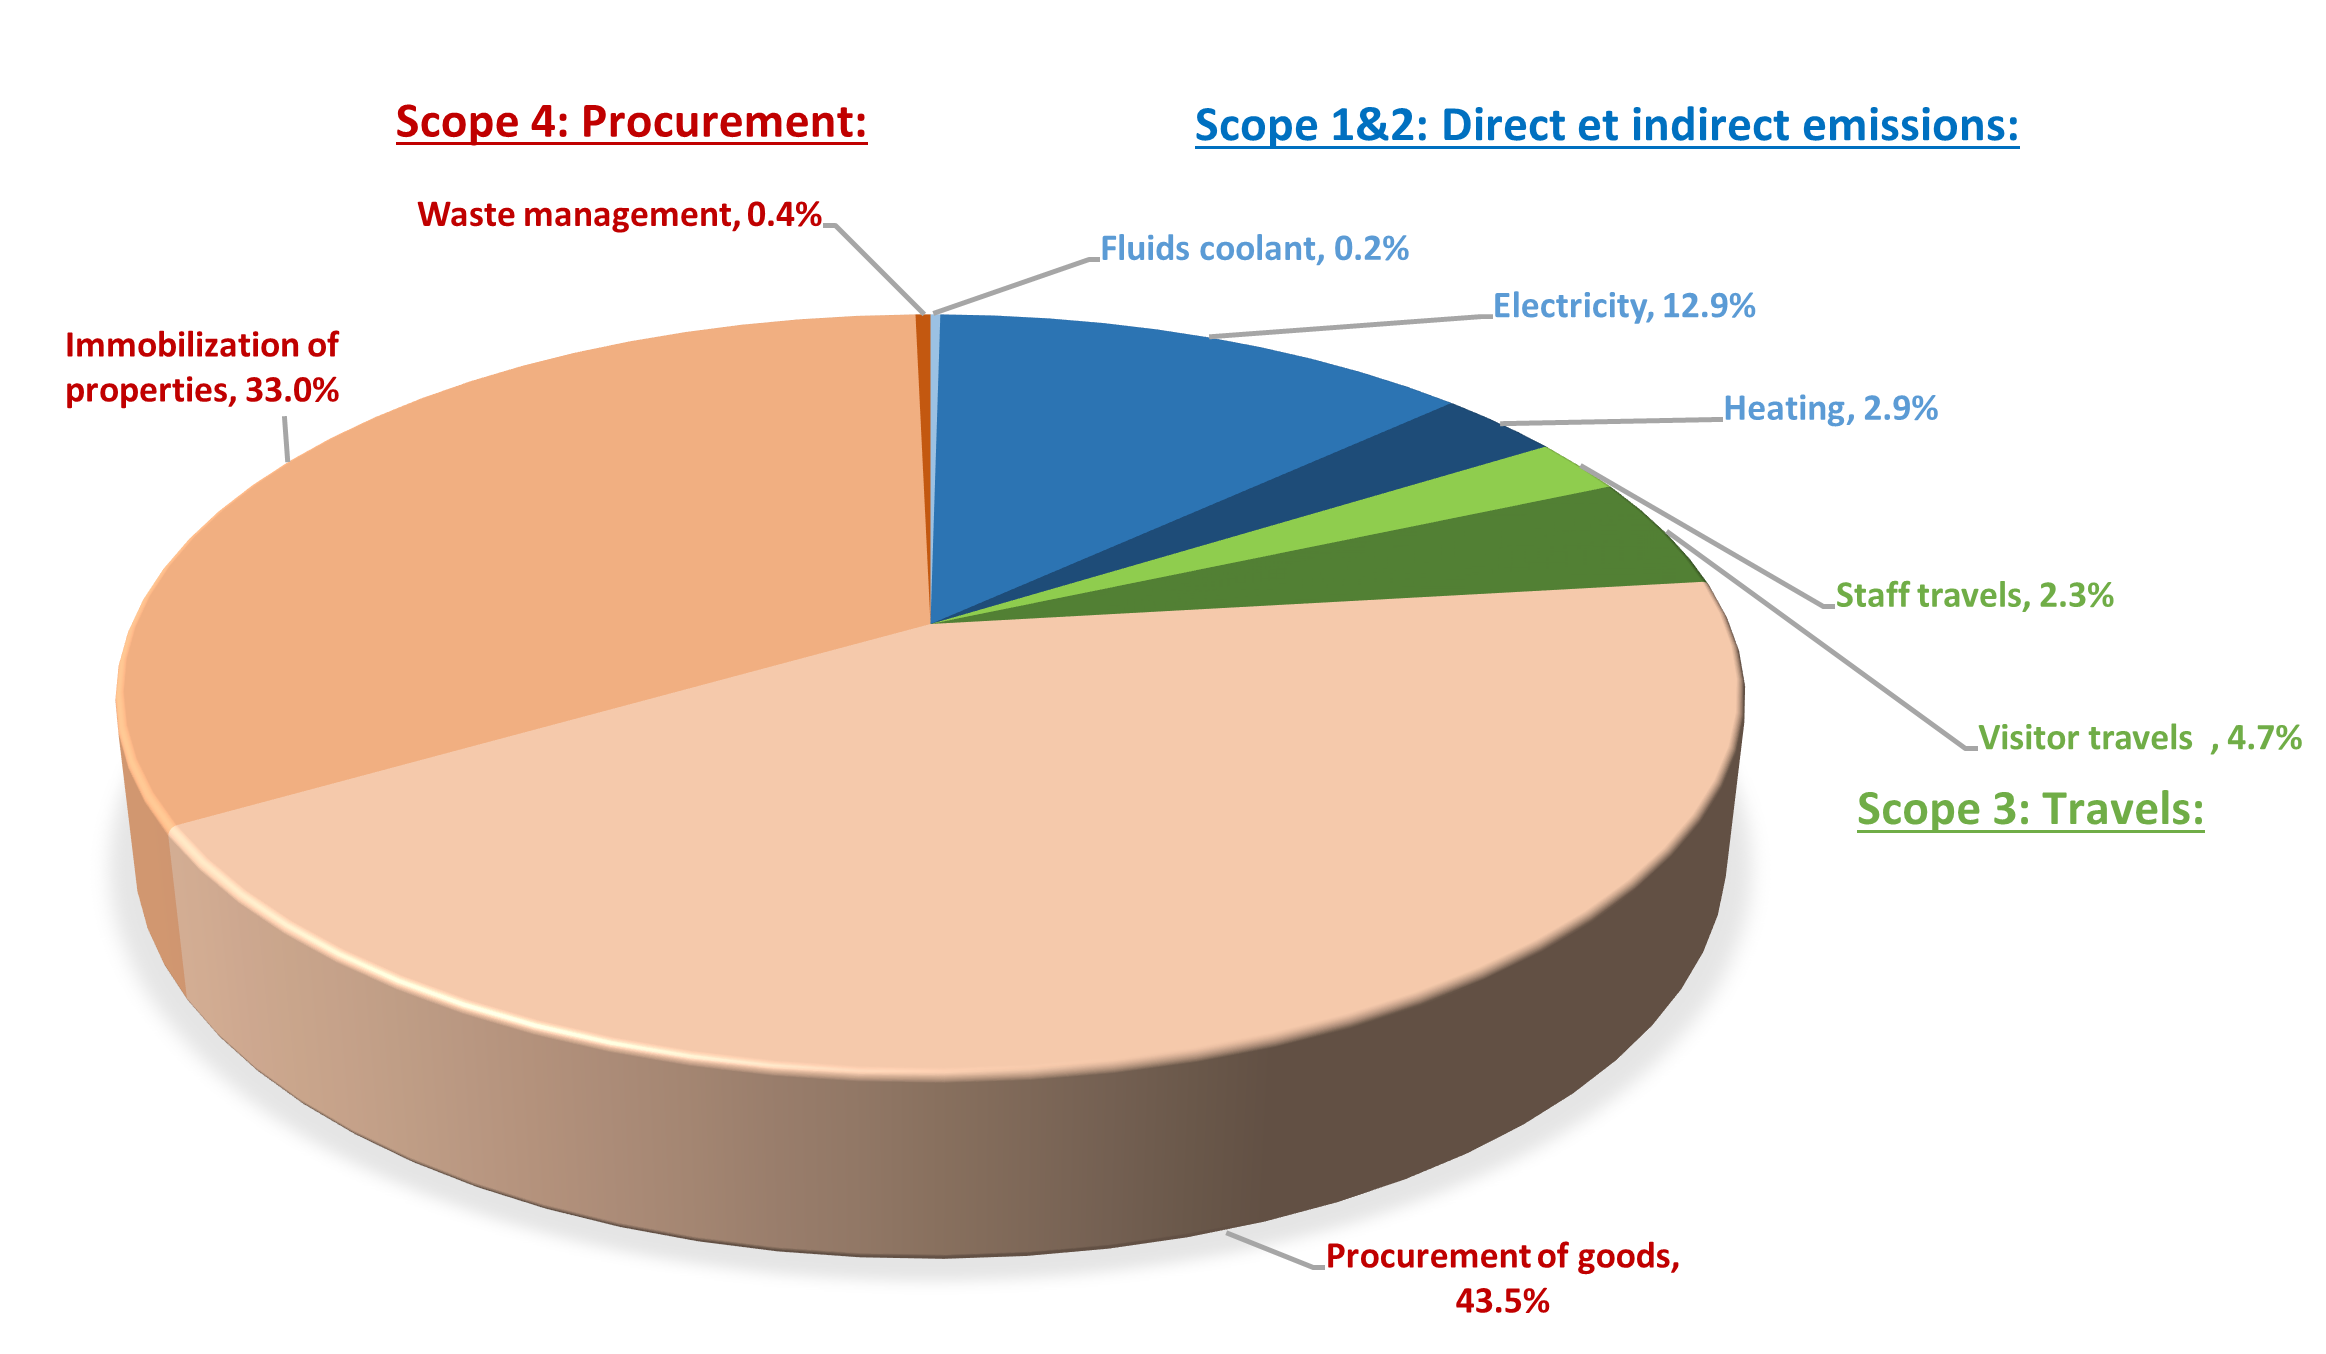 Scope 4: Procurement:
Scope 1&2: Direct et indirect emissions:
Waste management, 0.4%
Fluids coolant, 0.2%
Electricity, 12.9%
Immobilization of
properties, 33.0%
Heating, 2.9%
Staff travels, 2.3%
Visitor travels  , 4.7%
Scope 3: Travels:
Procurement of goods,
43.5%